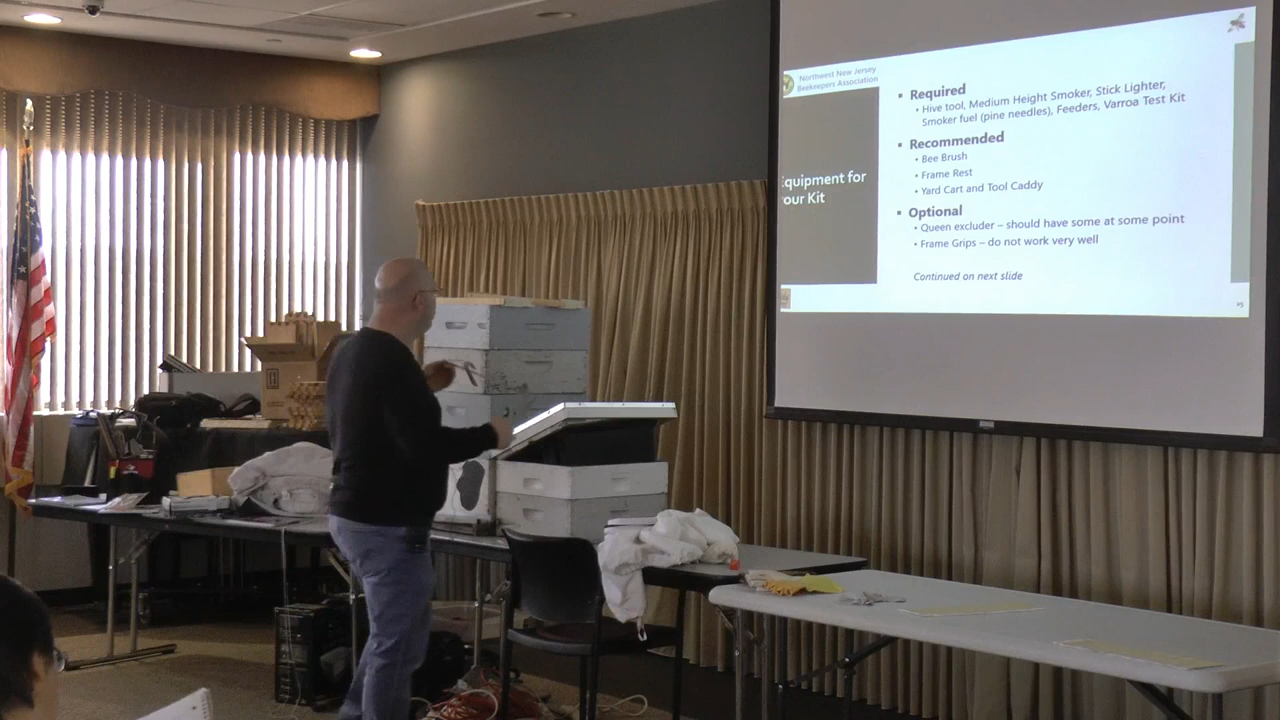 Northwest New Jersey
Beekeepers Association
Equipment for
our Kit
▪ Required
• Hive tool, Medium Height Smoker, Stick Lighter,
Smoker fuel (pine needles), Feeders, Varroa Test Kit
▪ Recommended
• Bee Brush
• Frame Rest
• Yard Cart and Tool Caddy
▪ Optional
• Queen excluder – should have some at some point
• Frame Grips – do not work very well
Continued on next slide